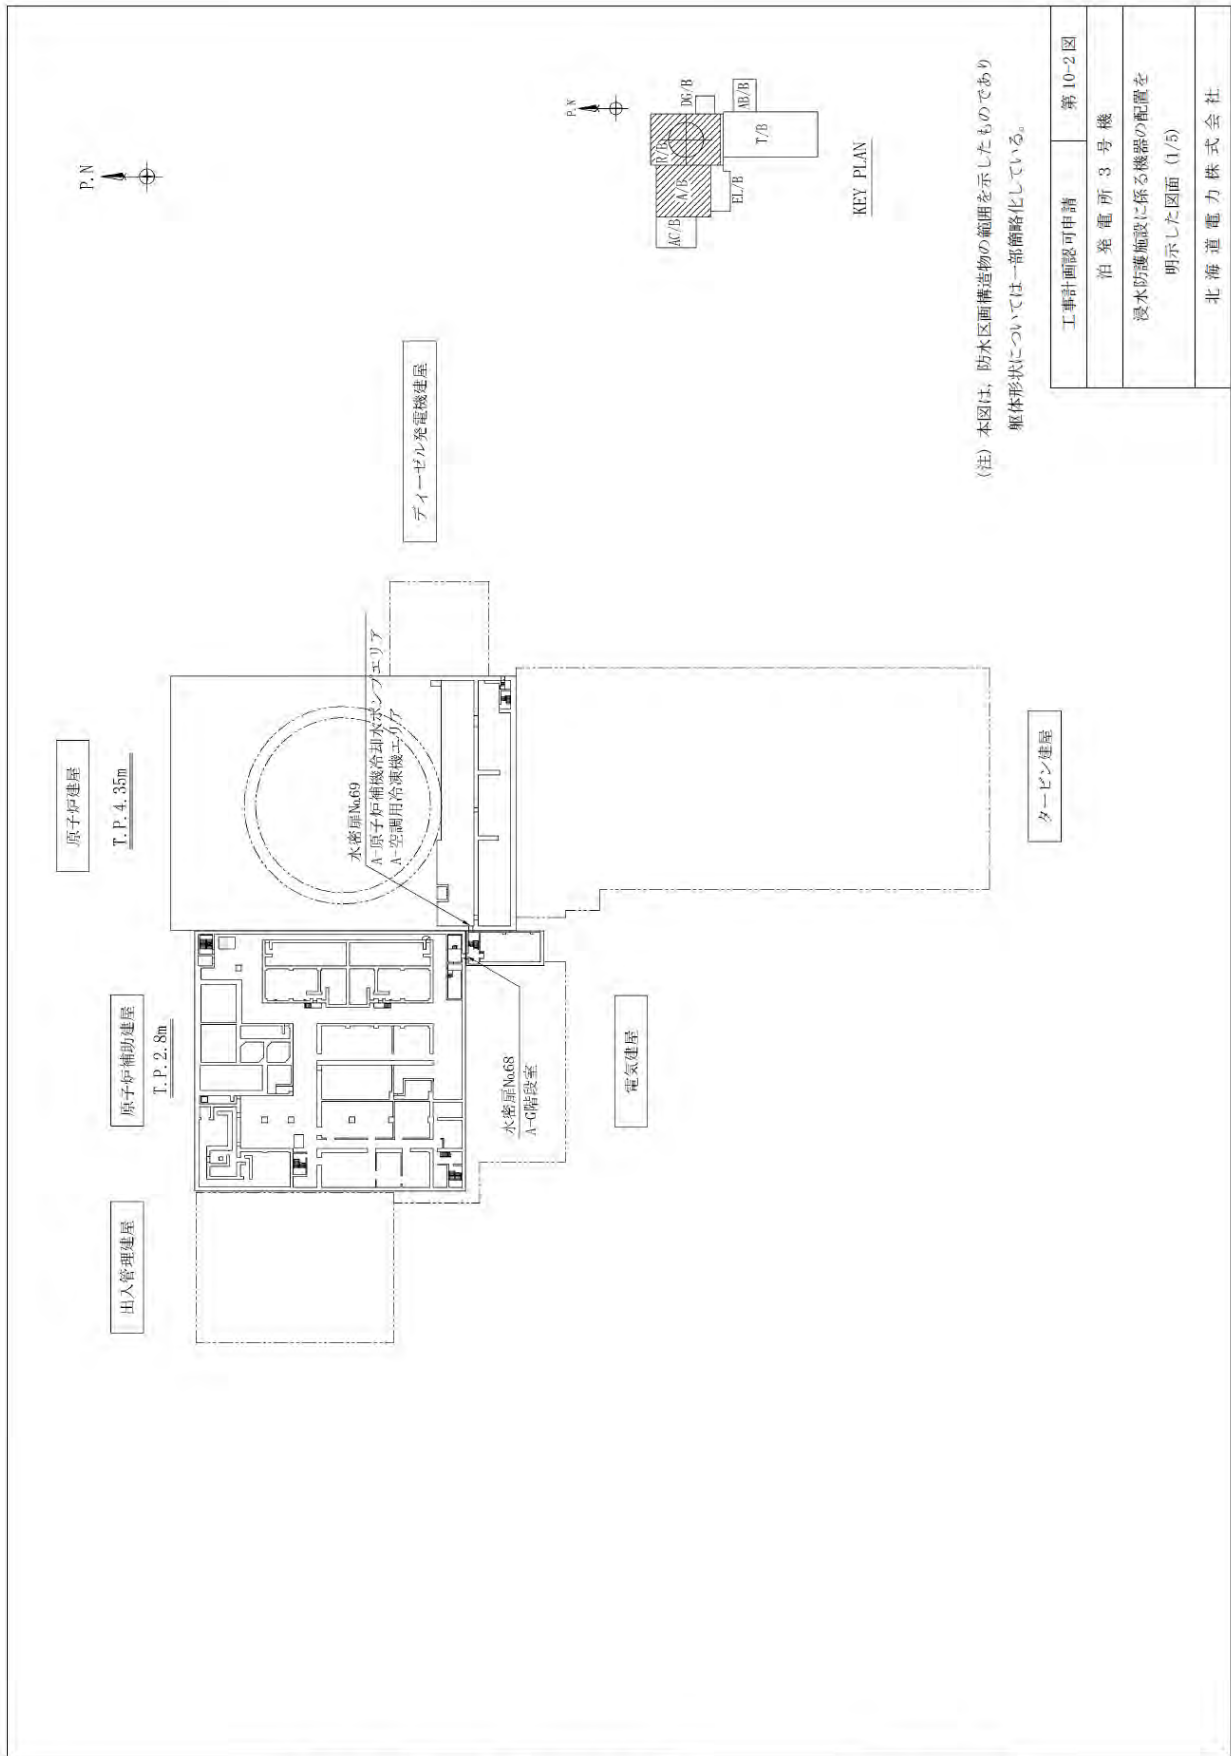 P.N
原子炉建屋
T.P.4.35m
原子炉補助建屋
T.P.2.8m
出入管理建屋
ディーゼル発電機建屋
水密扉№69
A-原子炉補機冷却水ポンプエリア
A-空調用冷凍機エリア
水密扉№68
A-G階段室
電気建屋
タービン建屋
P.N
R/B
DG/B
A/B
AC/B
EL/B
T/B
AB/B
KEY PLAN
(注) 本図は，防水区画構造物の範囲を示したものであり
躯体形状については一部簡略化している。
工事計画認可申請 第10-2図
泊発電所3号機
浸水防護施設に係る機器の配置を
明示した図面 (1/5)
北海道電力株式会社